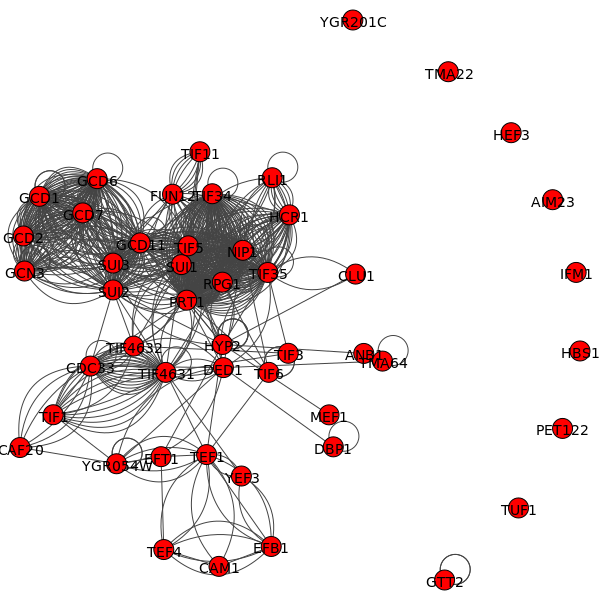 YGR201C
TMA22
HEF3
TIF11
GCD6
RLI1
GCD1
FUN12
TIF34
AIM23
GCD7
HCR1
GCD2
GCD11
TIF5
NIP1
SUI3
SUI1
GCN3
TIF35
CLU1
IFM1
RPG1
SUI2
PRT1
TIF4632
HYP2
TIF3
ANB1
TMA64
HBS1
CDC33
TIF4631
DED1
TIF6
TIF1
MEF1
PET122
CAF20
DBP1
YGR054W
EFT1
TEF1
YEF3
TUF1
TEF4
EFB1
CAM1
GTT2